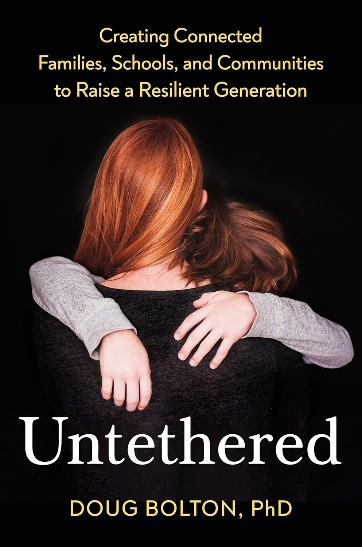 Creating Connected
Families, Schools, and Communities
to Raise a Resilient Generation
Untethered
DOUG BOLTON, PhD